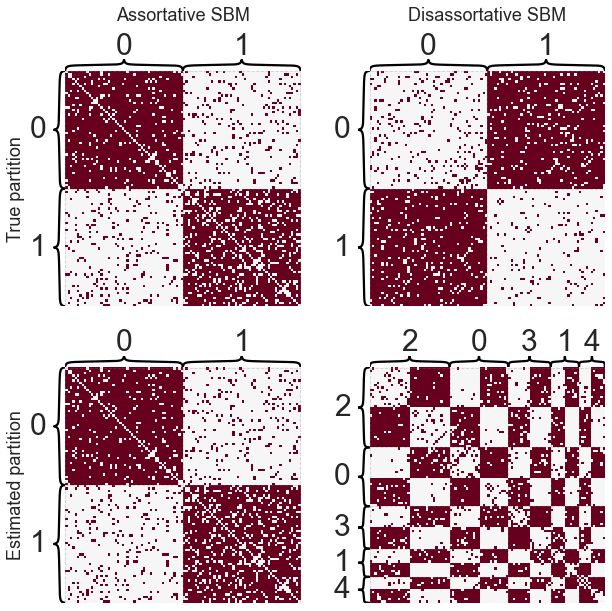 Assortative SBM
Disassortative SBM
0 1
0 1
True partition
0
1
0
1
0 1
2 0 3 1 4
Estimated partition
0
1
2
0
3
1
4